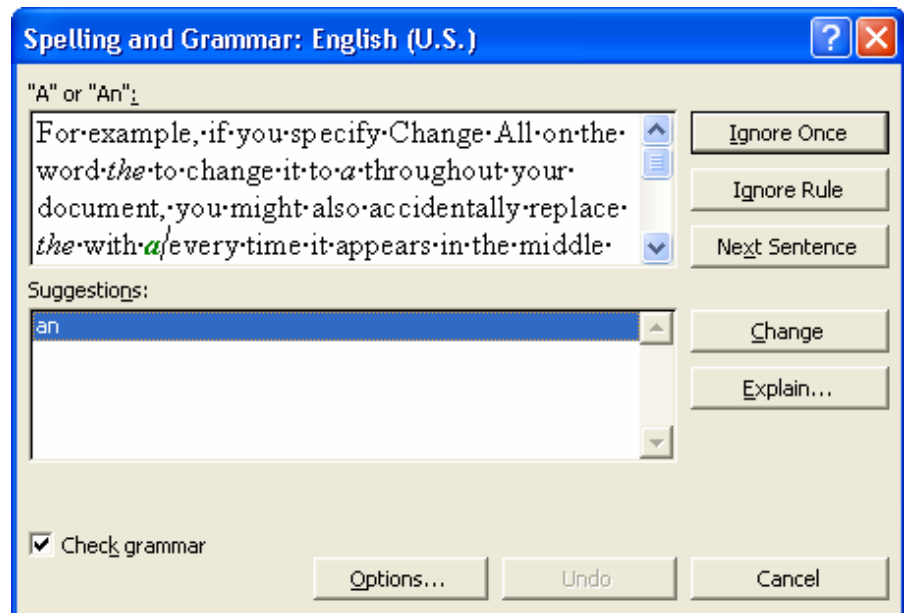 Spelling and Grammar: English (U.S.)
"A" or "An":
For example, if you specify Change All on the
word the to change it to a throughout your
document, you might also accidentally replace
the with a every time it appears in the middle
Ignore Once
Ignore Rule
Next Sentence
Suggestions:
an
Change
Explain...
Check grammar
Options...
Undo
Cancel